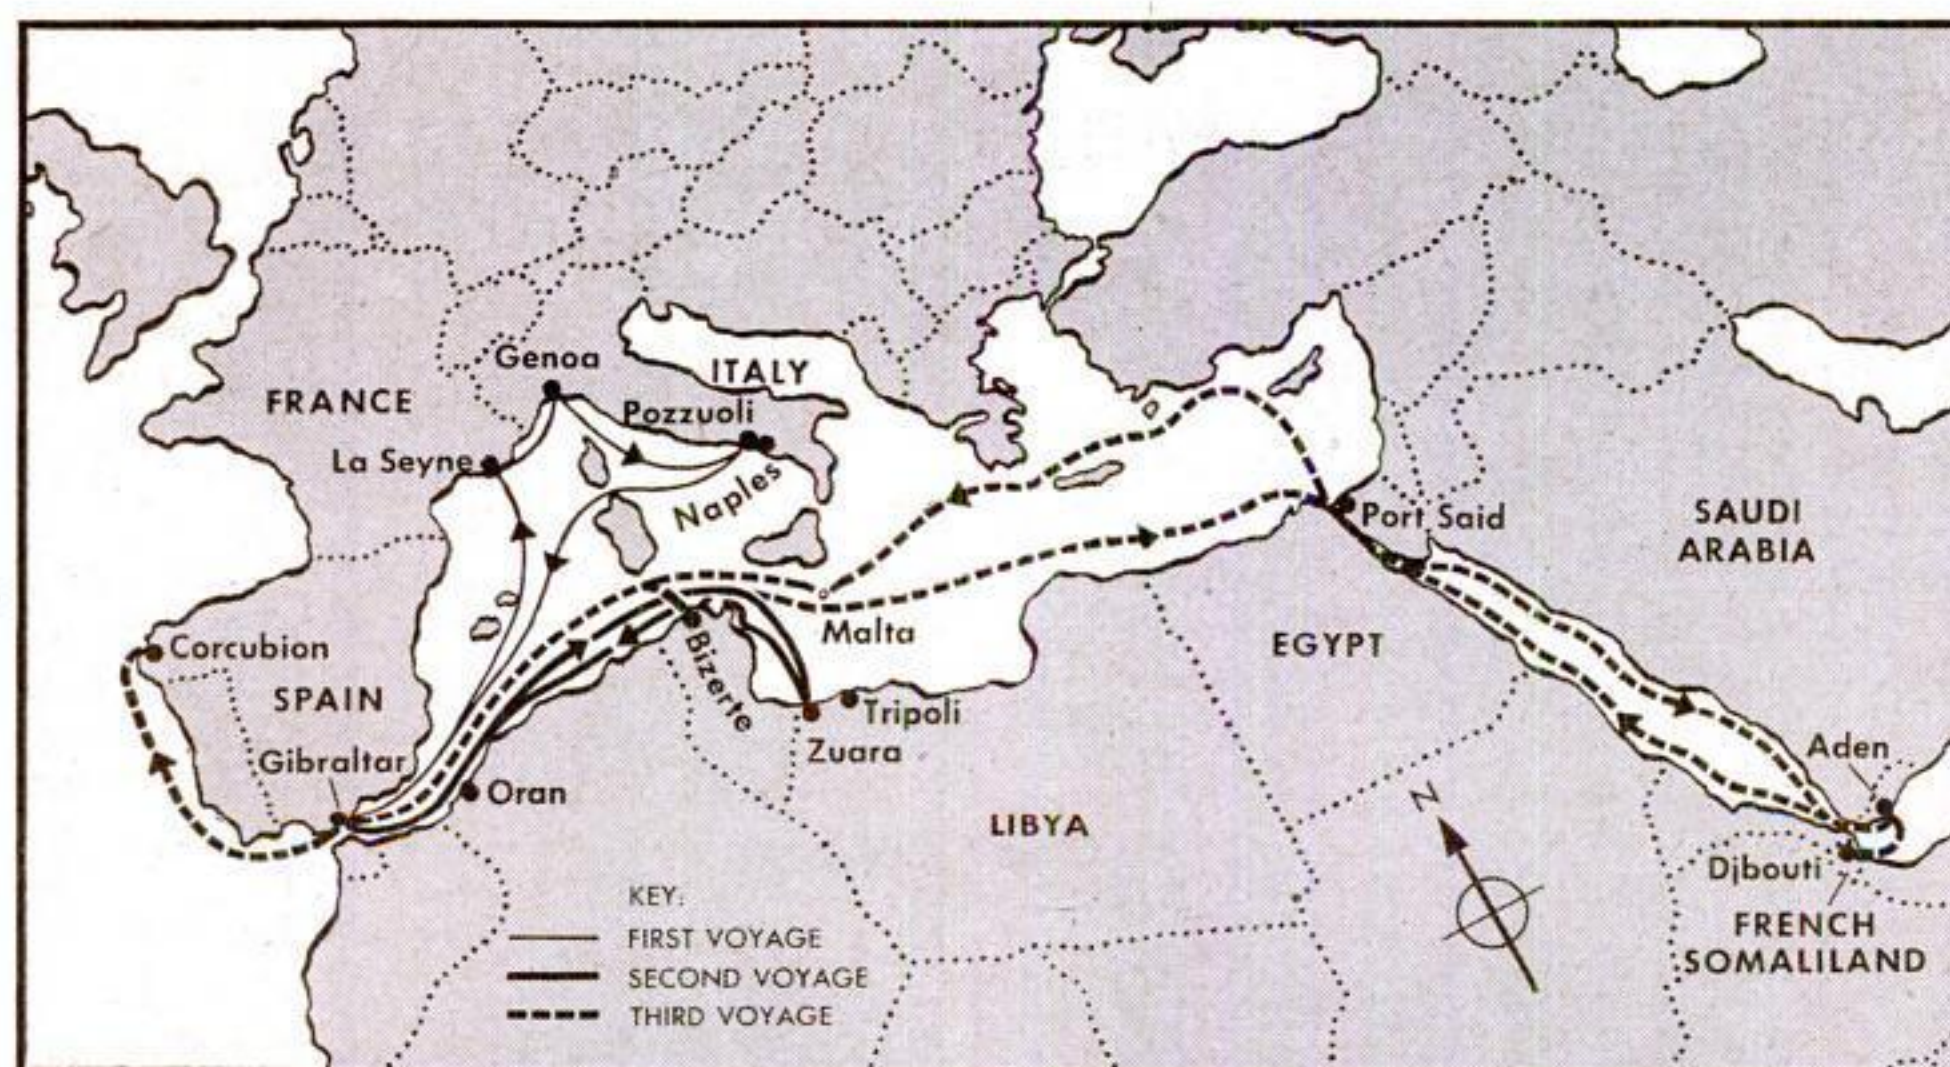 Genoa
ITALY
FRANCE
Pozzuoli
La Seyne
Naples
Port Said
SAUDI
ARABIA
Corcubion
Malta
EGYPT
SPAIN
Bizerte
Tripoli
Zuara
Gibraltar
Aden
Oran
N
LIBYA
Djibouti
KEY:
FRENCH
SOMALILAND
FIRST VOYAGE
SECOND VOYAGE
THIRD VOYAGE